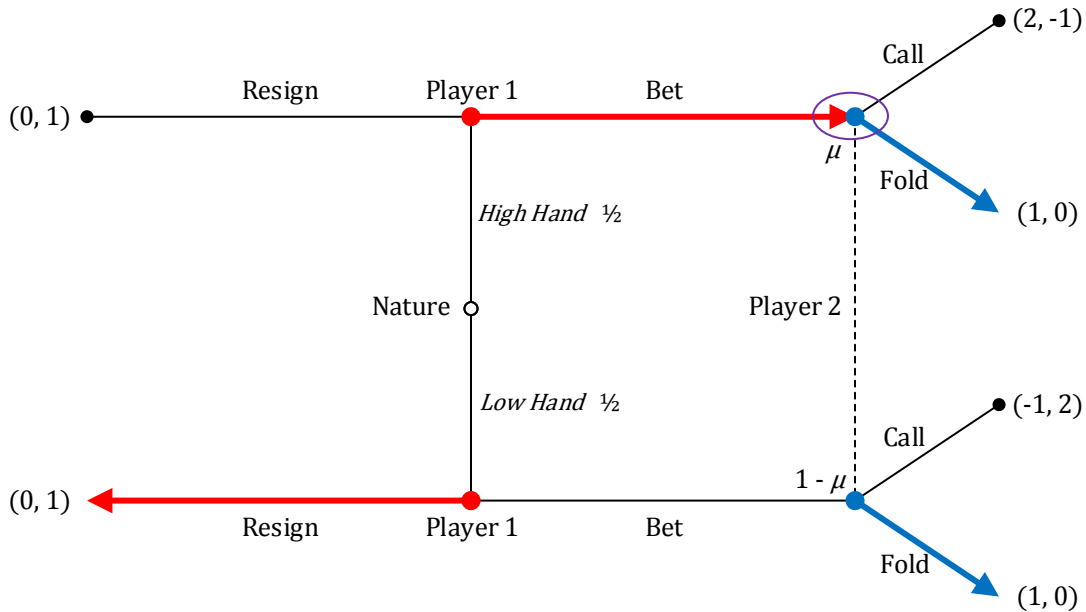 (2, -1)
Call
Resign
Player 1
Bet
(0, 1)
μ
Fold
(1, 0)
High Hand ½
Nature
Player 2
Low Hand ½
(-1, 2)
Call
1 - μ
(0, 1)
Resign
Player 1
Bet
Fold
(1, 0)